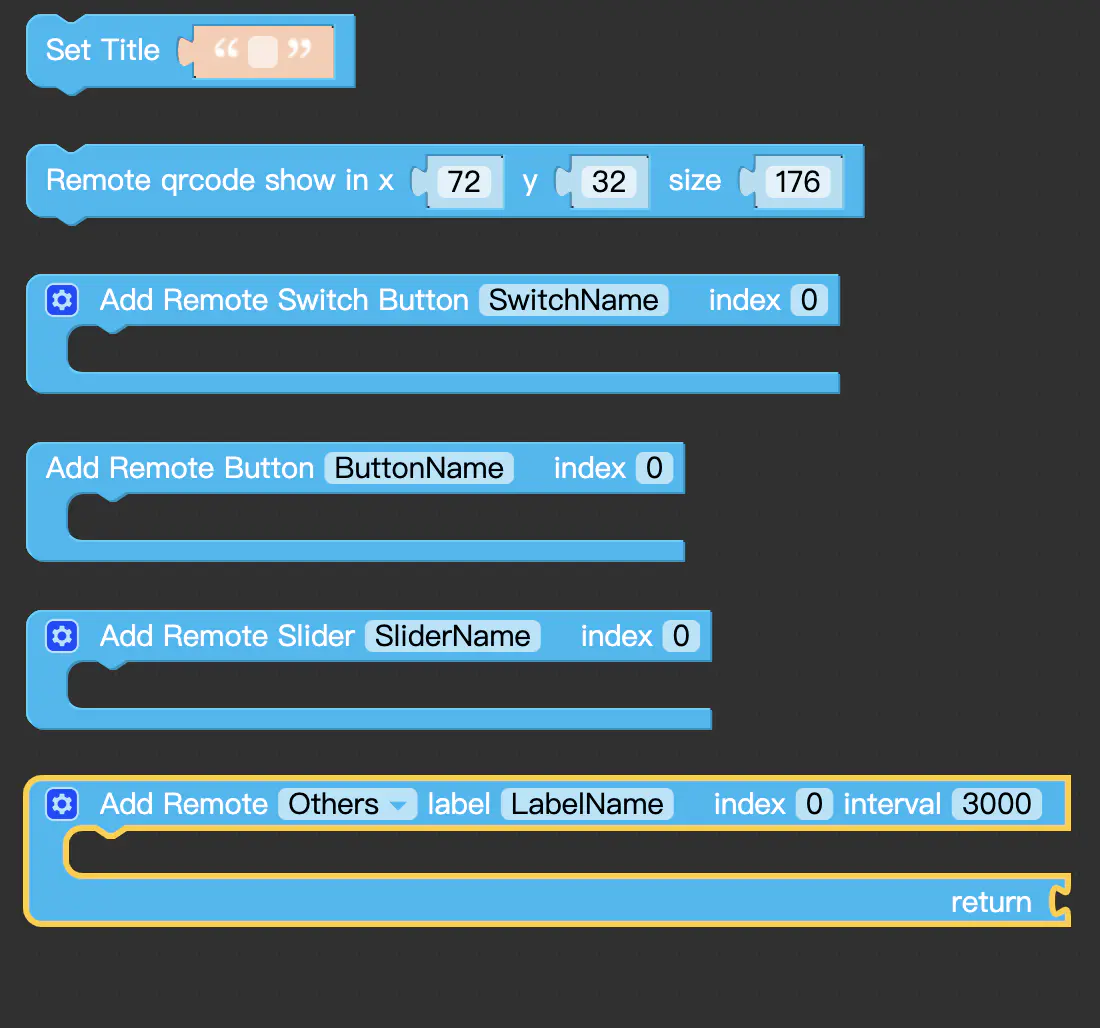 Set Title “ ”
Remote qrcode show in x 72 y 32 size 176
Add Remote Switch Button SwitchName index 0
Add Remote Button ButtonName index 0
Add Remote Slider SliderName index 0
Add Remote Others label LabelName index 0 interval 3000
return